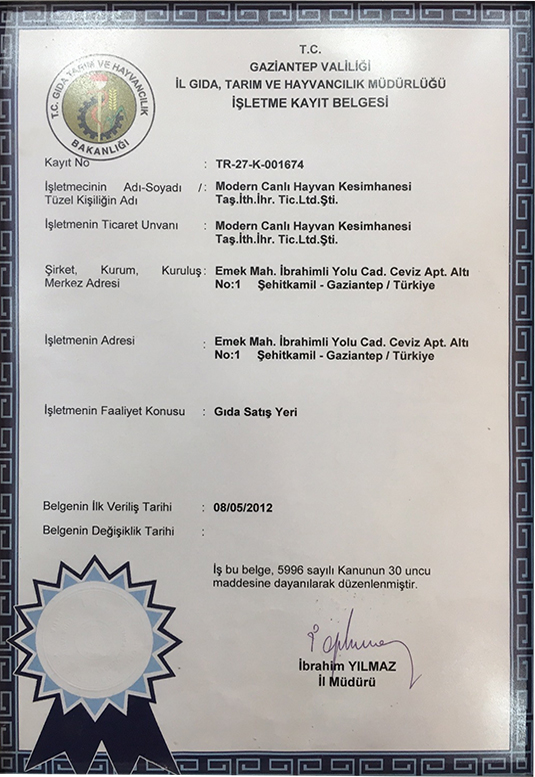 T.C.
GAZİANTEP VALİLİĞİ
İL GIDA, TARIM VE HAYVANCILIK MÜDÜRLÜĞÜ
İŞLETME KAYIT BELGESİ
T.C. GIDA TARIM VE HAYVANCILIK
BAKANLIĞI
Kayıt No : TR-27-K-001674
İşletmecinin Adı-Soyadı /: Modern Canlı Hayvan Kesimhanesi
Tüzel Kişiliğin Adı Taş.İth.İhr. Tic.Ltd.Şti.
İşletmenin Ticaret Unvanı : Modern Canlı Hayvan Kesimhanesi
Taş.İth.İhr. Tic.Ltd.Şti.
Şirket, Kurum, Kuruluş: Emek Mah. İbrahimli Yolu Cad. Ceviz Apt. Altı
Merkez Adresi No:1 Şehitkamil - Gaziantep / Türkiye
İşletmenin Adresi : Emek Mah. İbrahimli Yolu Cad. Ceviz Apt. Altı
No:1 Şehitkamil - Gaziantep / Türkiye
İşletmenin Faaliyet Konusu : Gıda Satış Yeri
Belgenin İlk Veriliş Tarihi : 08/05/2012
Belgenin Değişiklik Tarihi :
İş bu belge, 5996 sayılı Kanunun 30 uncu
maddesine dayanılarak düzenlenmiştir.
İbrahim YILMAZ
İl Müdürü